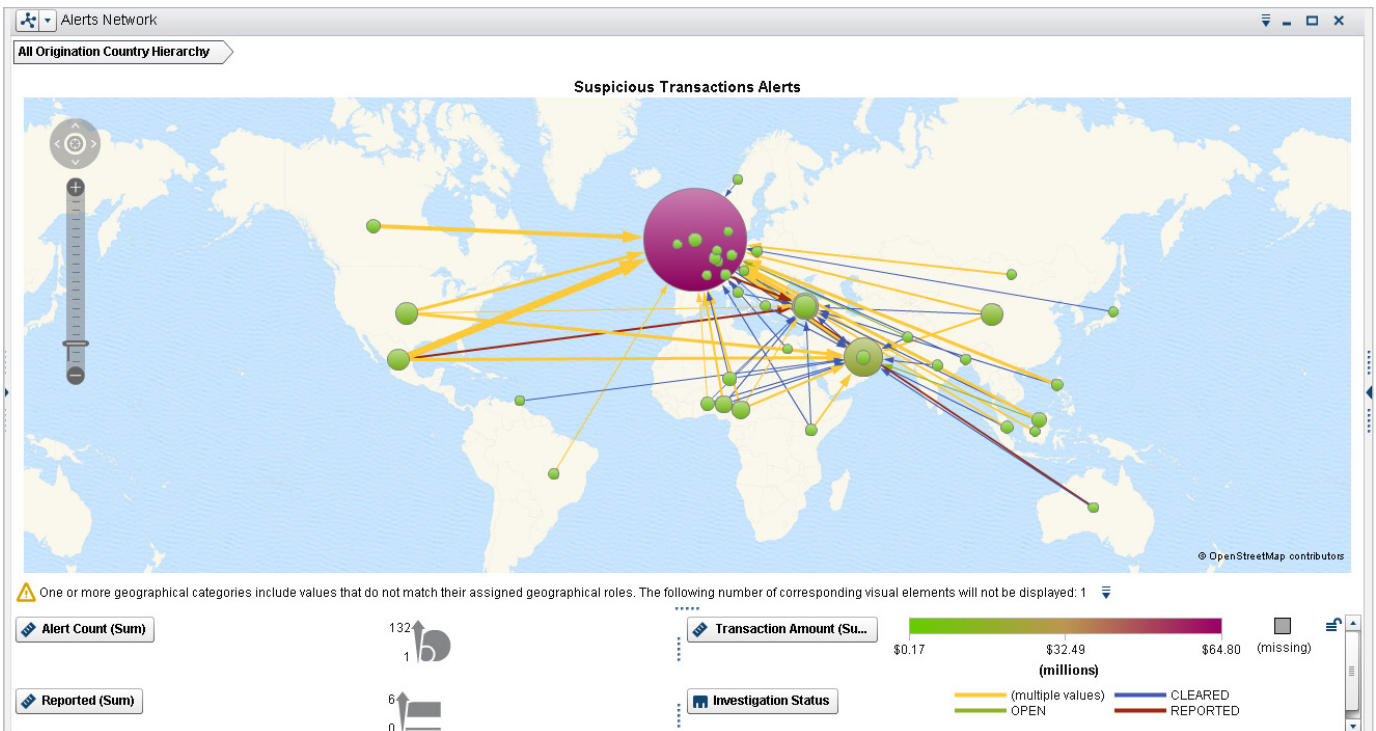 Alerts Network
All Origination Country Hierarchy
Suspicious Transactions Alerts
© OpenStreetMap contributors
One or more geographical categories include values that do not match their assigned geographical roles. The following number of corresponding visual elements will not be displayed: 1
Alert Count (Sum)
132
1
Transaction Amount (Su...
$0.17
$32.49
$64.80
(missing)
(millions)
Reported (Sum)
6
0
Investigation Status
(multiple values)
CLEARED
OPEN
REPORTED